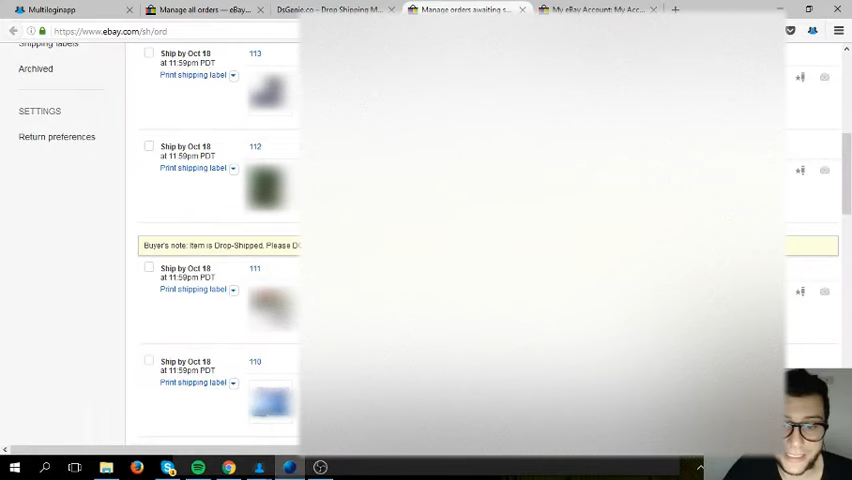 Multiloginapp
Manage all orders — eBay...
DsGenie.co - Drop Shipping M...
Manage orders awaiting s...
My eBay Account: My Acc...
https://www.ebay.com/sh/ord
Shipping labels
Archived
SETTINGS
Return preferences
Ship by Oct 18
at 11:59pm PDT
Print shipping label
113
Ship by Oct 18
at 11:59pm PDT
Print shipping label
112
Buyer's note: Item is Drop-Shipped. Please DO
Ship by Oct 18
at 11:59pm PDT
Print shipping label
111
Ship by Oct 18
at 11:59pm PDT
Print shipping label
110